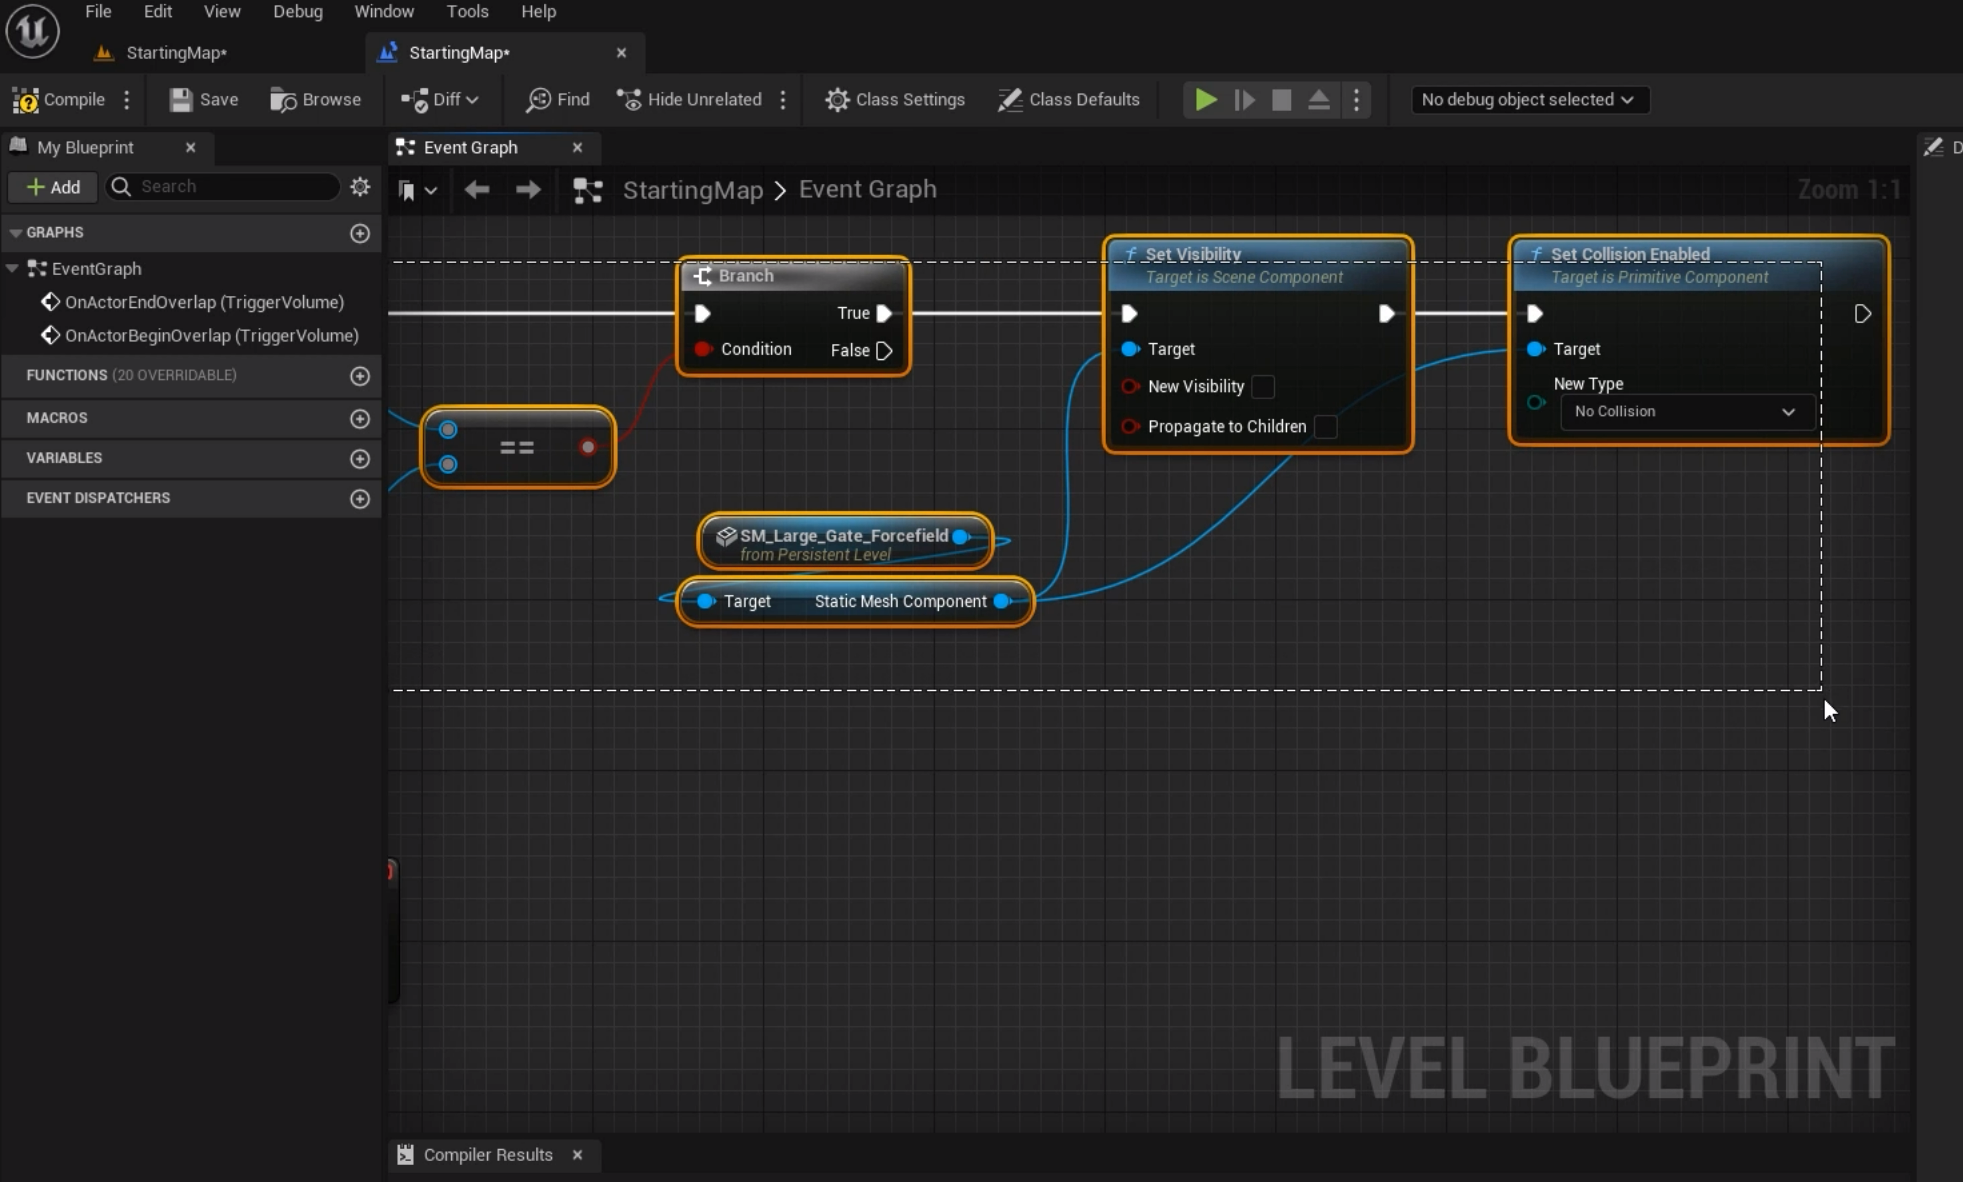 File Edit View Debug Window Tools Help
StartingMap* StartingMap*
Compile Save Browse Diff Find Hide Unrelated Class Settings Class Defaults No debug object selected
My Blueprint Event Graph D
Add Search StartingMap > Event Graph Zoom 1:1
GRAPHS
EventGraph
OnActorEndOverlap (TriggerVolume)
OnActorBeginOverlap (TriggerVolume)
FUNCTIONS (20 OVERRIDABLE)
MACROS
VARIABLES
EVENT DISPATCHERS
Branch
True
Condition False
==
Set Visibility
Target is Scene Component
Target
New Visibility
Propagate to Children
Set Collision Enabled
Target is Primitive Component
Target
New Type
No Collision
SM_Large_Gate_Forcefield
from Persistent Level
Target Static Mesh Component
LEVEL BLUEPRINT
Compiler Results